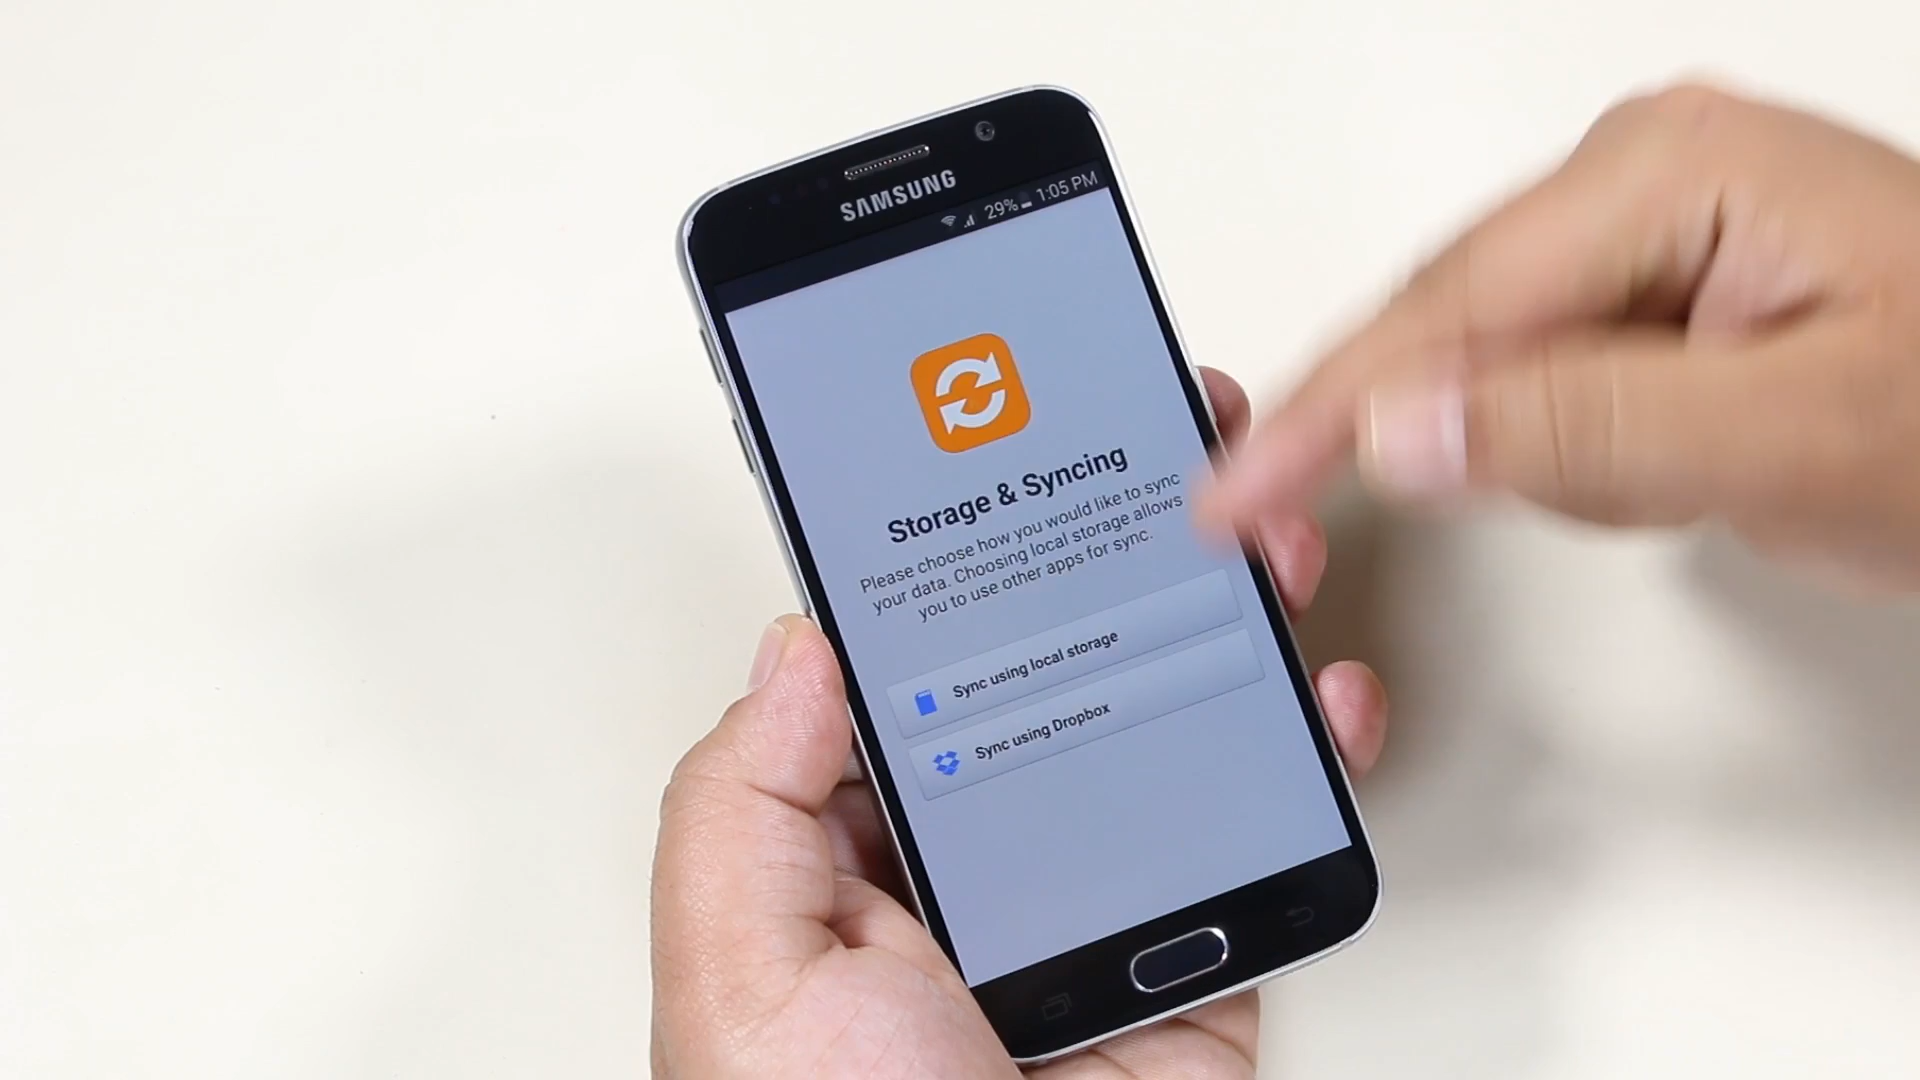 SAMSUNG
29% 1:05 PM
Storage & Syncing
Please choose how you would like to sync
your data. Choosing local storage allows
you to use other apps for sync.
Sync using local storage
Sync using Dropbox